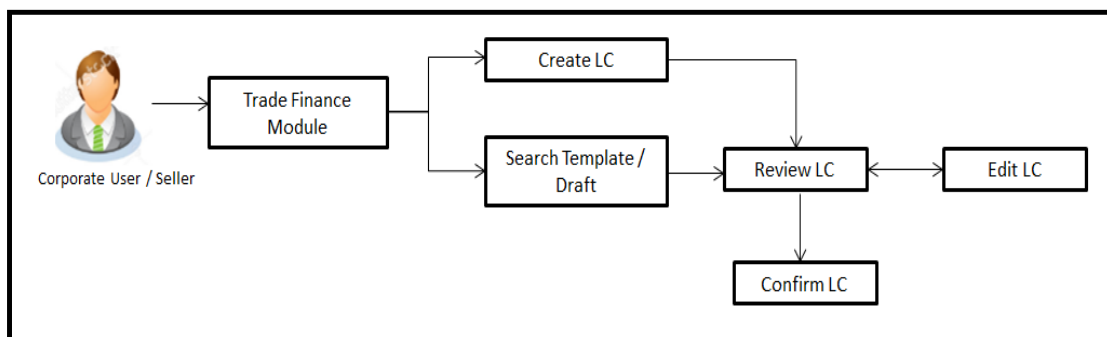 Create LC
Trade Finance
Module
Search Template /
Draft
Review LC
Edit LC
Corporate User / Seller
Confirm LC